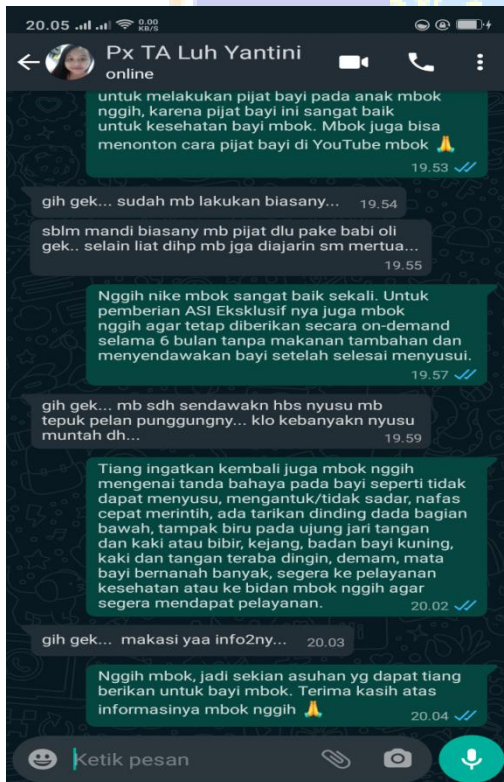 20.05
0.00
KB/S
Px TA Luh Yantini
online
untuk melakukan pijat bayi pada anak mbok
nggih, karena pijat bayi ini sangat baik
untuk kesehatan bayi mbok. Mbok juga bisa
menonton cara pijat bayi di YouTube mbok 🙏
19.53
gih gek... sudah mb lakukan biasany... 19.54
sblm mandi biasany mb pijat dlu pake babi oli
gek.. selain liat dihp mb jga diajarin sm mertua...
19.55
Nggih nike mbok sangat baik sekali. Untuk
pemberian ASI Eksklusif nya juga mbok
nggih agar tetap diberikan secara on-demand
selama 6 bulan tanpa makanan tambahan dan
menyendawakan bayi setelah selesai menyusui.
19.57
gih gek... mb sdh sendawakn hbs nyusu mb
tepuk pelan punggungny... klo kebanyakn nyusu
muntah dh... 19.59
Tiang ingatkan kembali juga mbok nggih
mengenai tanda bahaya pada bayi seperti tidak
dapat menyusu, mengantuk/tidak sadar, nafas
cepat merintih, ada tarikan dinding dada bagian
bawah, tampak biru pada ujung jari tangan
dan kaki atau bibir, kejang, badan bayi kuning,
kaki dan tangan teraba dingin, demam, mata
bayi bernanah banyak, segera ke pelayanan
kesehatan atau ke bidan mbok nggih agar
segera mendapat pelayanan. 20.02
gih gek... makasi yaa info2ny... 20.03
Nggih mbok, jadi sekian asuhan yg dapat tiang
berikan untuk bayi mbok. Terima kasih atas
informasinya mbok nggih 🙏 20.04
Ketik pesan